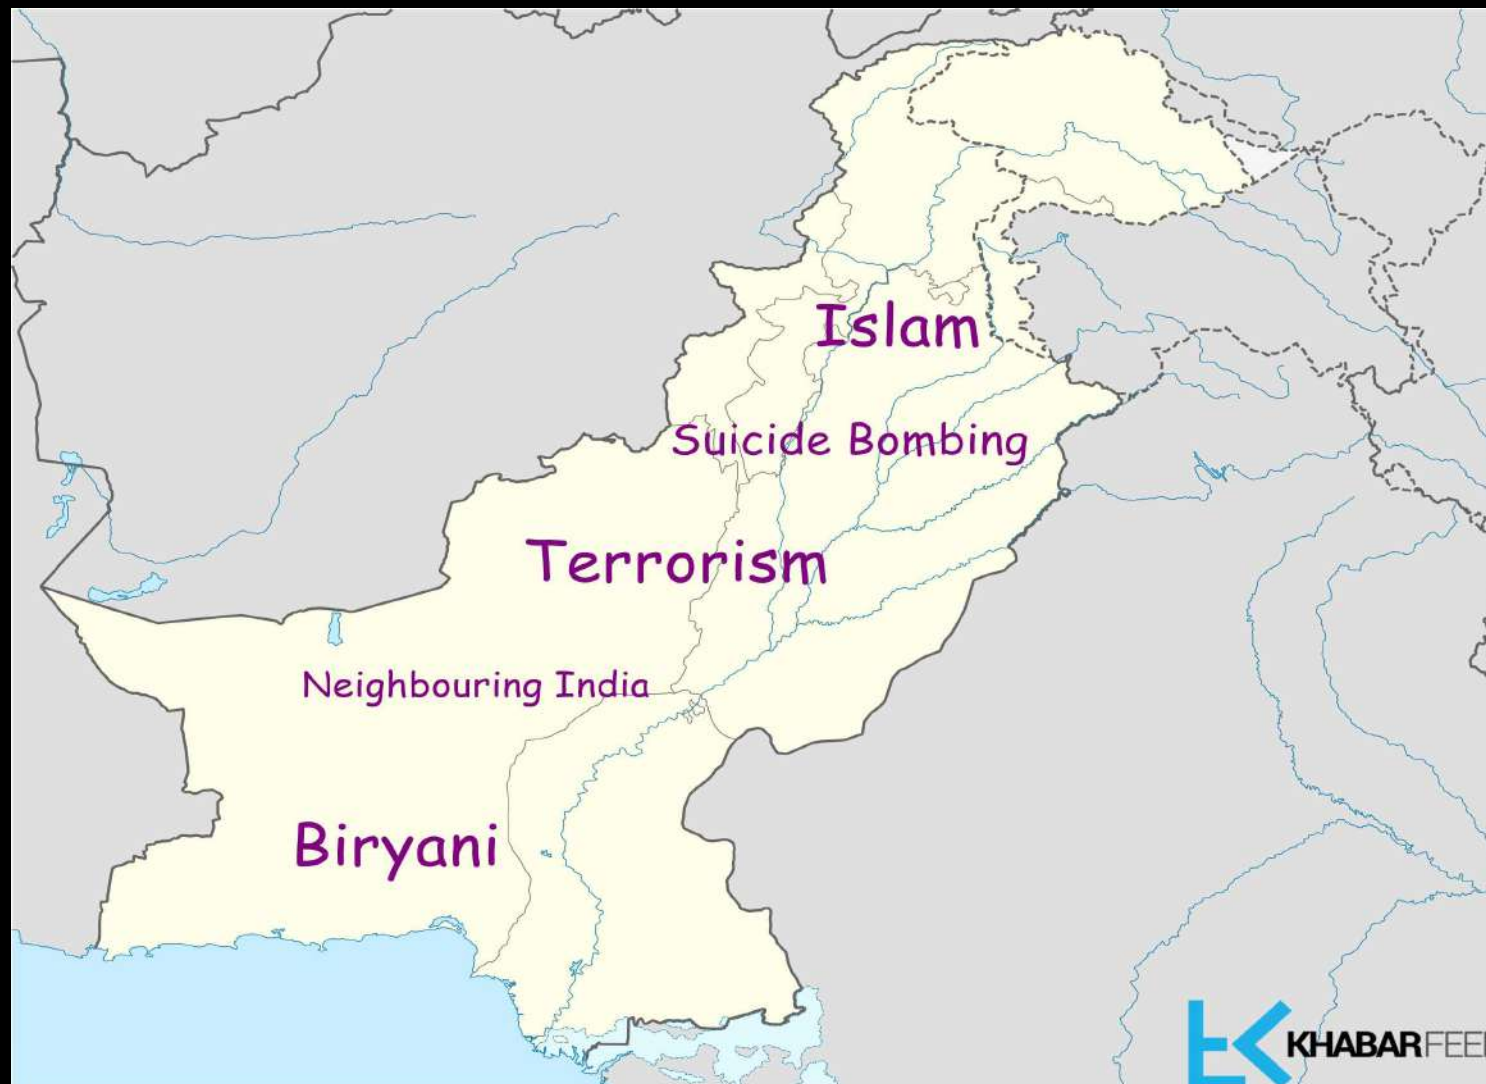 Islam
Suicide Bombing
Terrorism
Neighbouring India
Biryani
KHABARFEE